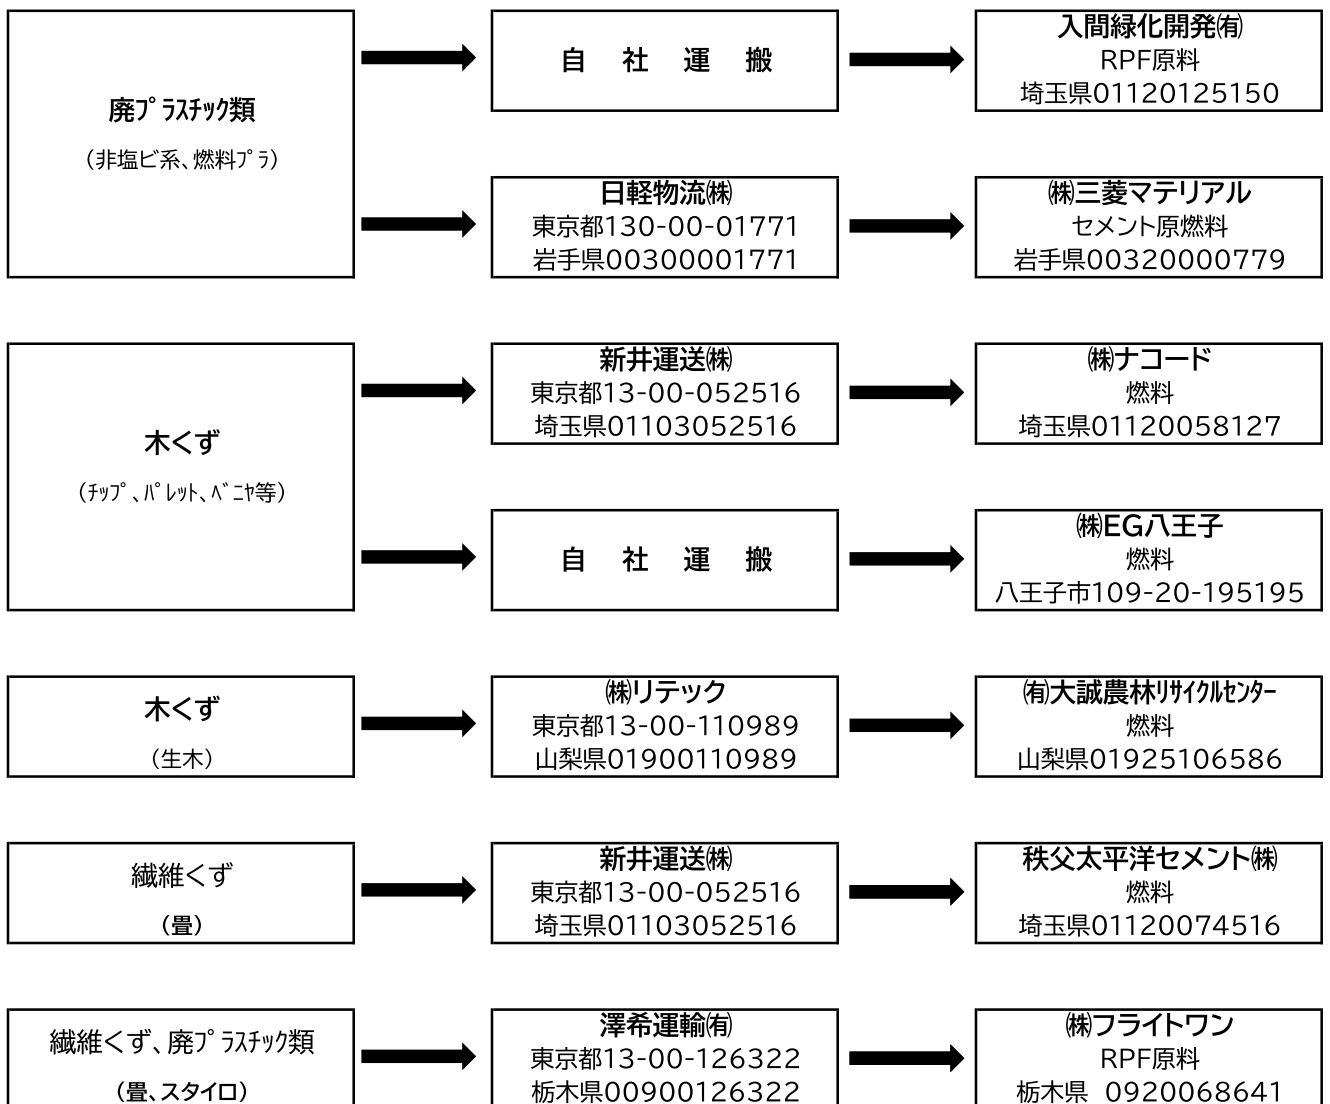 廃ﾌﾟﾗｽﾁｯｸ類
（非塩ビ系、燃料ﾌﾟﾗ）
自　社　運　搬
入間緑化開発㈲
RPF原料
埼玉県01120125150
日軽物流㈱
東京都130-00-01771
岩手県00300001771
㈱三菱マテリアル
セメント原燃料
岩手県00320000779
木くず
（ﾁｯﾌﾟ、ﾊﾟﾚｯﾄ、ﾍﾞﾆﾔ等）
新井運送㈱
東京都13-00-052516
埼玉県01103052516
㈱ナコード
燃料
埼玉県01120058127
自　社　運　搬
㈱EG八王子
燃料
八王子市109-20-195195
木くず
（生木）
㈱リテック
東京都13-00-110989
山梨県01900110989
㈲大誠農林ﾘｻｲｸﾙｾﾝﾀｰ
燃料
山梨県01925106586
繊維くず
（畳）
新井運送㈱
東京都13-00-052516
埼玉県01103052516
秩父太平洋セメント㈱
燃料
埼玉県01120074516
繊維くず、廃ﾌﾟﾗｽﾁｯｸ類
（畳、スタイロ）
澤希運輸㈲
東京都13-00-126322
栃木県00900126322
㈱フライトワン
RPF原料
栃木県 0920068641